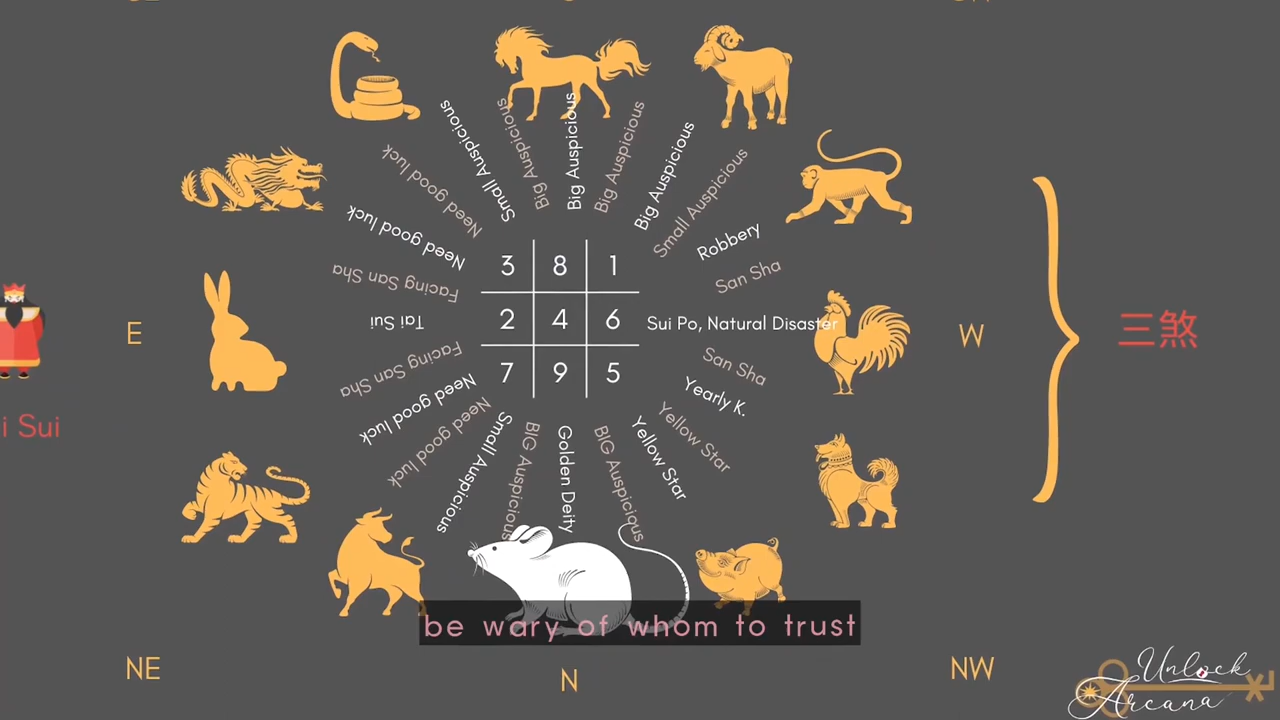 Small Auspicious
Big Auspicious
Big Auspicious
Big Auspicious
Big Auspicious
Small Auspicious
Need good luck
Need good luck
Robbery
Facing San Sha
San Sha
3 8 1
E
Tai Sui
2 4 6
Sui Po, Natural Disaster
W
三煞
7 9 5
Facing San Sha
San Sha
Need good luck
Yearly K.
i Sui
Need good luck
Yellow Star
Small Auspicious
BIG Auspicious
Golden Deity
BIG Auspicious
Yellow Star
be wary of whom to trust
NE
N
NW
Unlock
Arcana